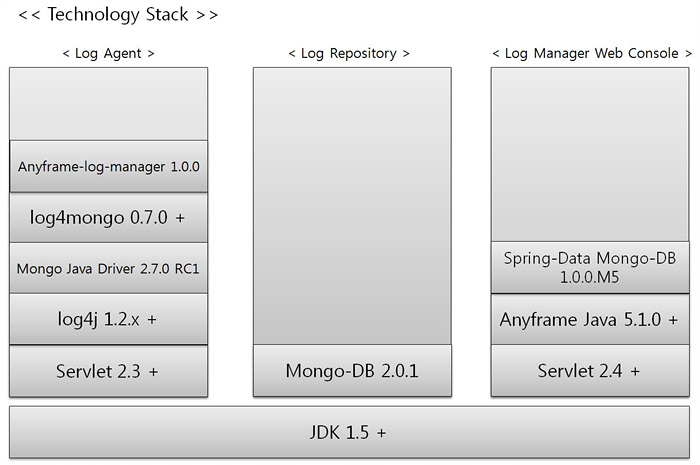 << Technology Stack >>
< Log Agent >
Anyframe-log-manager 1.0.0
log4mongo 0.7.0 +
Mongo Java Driver 2.7.0 RC1
log4j 1.2.x +
Servlet 2.3 +
< Log Repository >
Mongo-DB 2.0.1
< Log Manager Web Console >
Spring-Data Mongo-DB
1.0.0.M5
Anyframe Java 5.1.0 +
Servlet 2.4 +
JDK 1.5 +